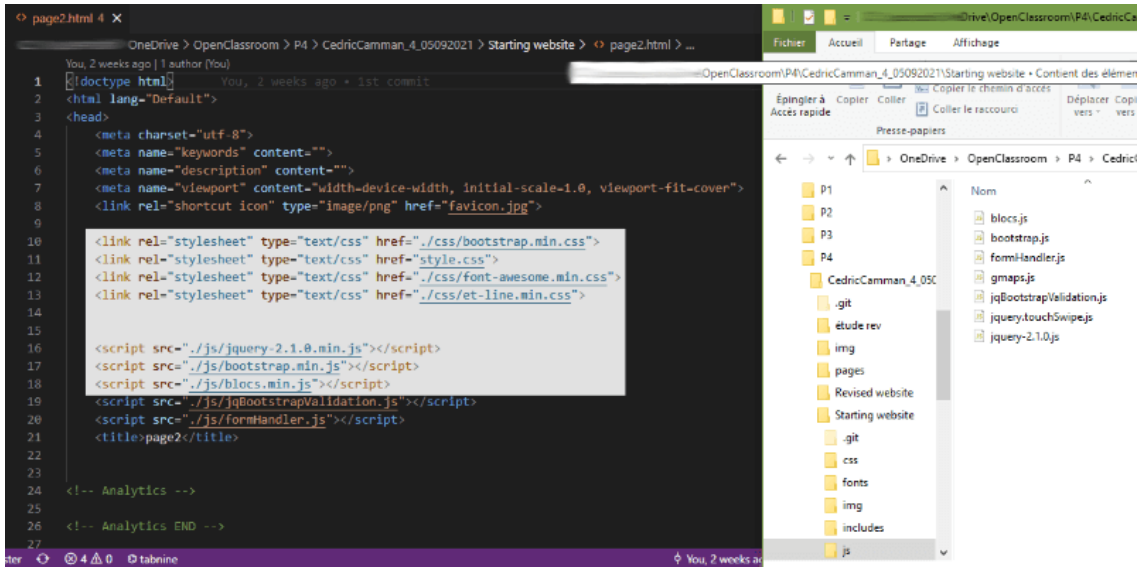 page2.html 4 ×
OneDrive > OpenClassroom > P4 > CedricCamman_4_05092021 > Starting website > <> page2.html > ...
You, 2 weeks ago | 1 author (You)
1 <!doctype html> You, 2 weeks ago • 1st commit
2 <html lang="Default">
3 <head>
4 <meta charset="utf-8">
5 <meta name="keywords" content="">
6 <meta name="description" content="">
7 <meta name="viewport" content="width=device-width, initial-scale=1.0, viewport-fit=cover">
8 <link rel="shortcut icon" type="image/png" href="favicon.jpg">
9
10 <link rel="stylesheet" type="text/css" href="./css/bootstrap.min.css">
11 <link rel="stylesheet" type="text/css" href="style.css">
12 <link rel="stylesheet" type="text/css" href="./css/font-awesome.min.css">
13 <link rel="stylesheet" type="text/css" href="./css/et-line.min.css">
14
15
16 <script src="./js/jquery-2.1.0.min.js"></script>
17 <script src="./js/bootstrap.min.js"></script>
18 <script src="./js/blocs.min.js"></script>
19 <script src="./js/jqBootstrapValidation.js"></script>
20 <script src="./js/formHandler.js"></script>
21 <title>page2</title>
22
23
24 <!-- Analytics -->
25
26 <!-- Analytics END -->
27
ster 4 0 tabnine You, 2 weeks a
Drive\OpenClassroom\P4\CedricCa
Fichier Accueil Partage Affichage
OpenClassroom\P4\CedricCamman_4_05092021\Starting website • Contient des élémen
Épingler à Accès rapide
Copier
Coller
Copier le chemin d'accès
Coller le raccourci
Déplacer vers
Copi vers
Presse-papiers
> OneDrive > OpenClassroom > P4 > Cedric
P1
P2
P3
P4
CedricCamman_4_050
.git
étude rev
img
pages
Revised website
Starting website
.git
css
fonts
img
includes
js
Nom
blocs.js
bootstrap.js
formHandler.js
gmaps.js
jqBootstrapValidation.js
jquery.touchSwipe.js
jquery-2.1.0.js